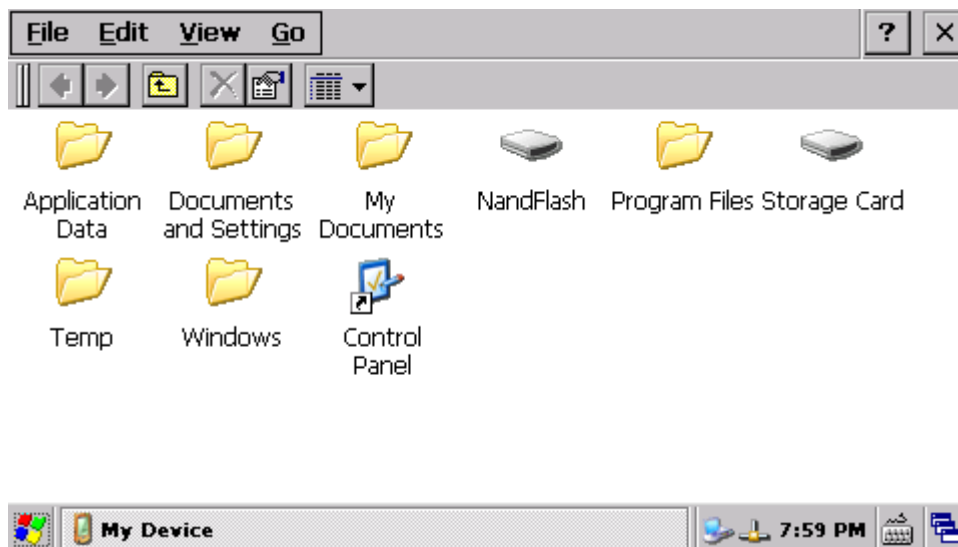 File Edit View Go ? ×
Application Data Documents and Settings My Documents NandFlash Program Files Storage Card
Temp Windows Control Panel
My Device 7:59 PM